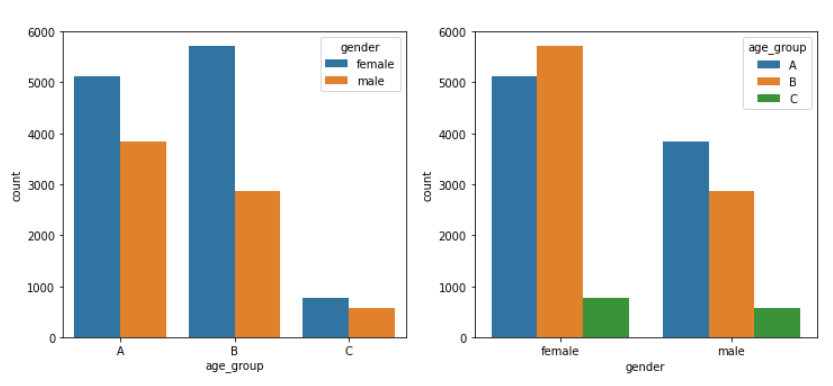 6000
5000
4000
3000
2000
1000
0
count
gender
female
male
A B C
age_group
6000
5000
4000
3000
2000
1000
0
count
age_group
A
B
C
female male
gender